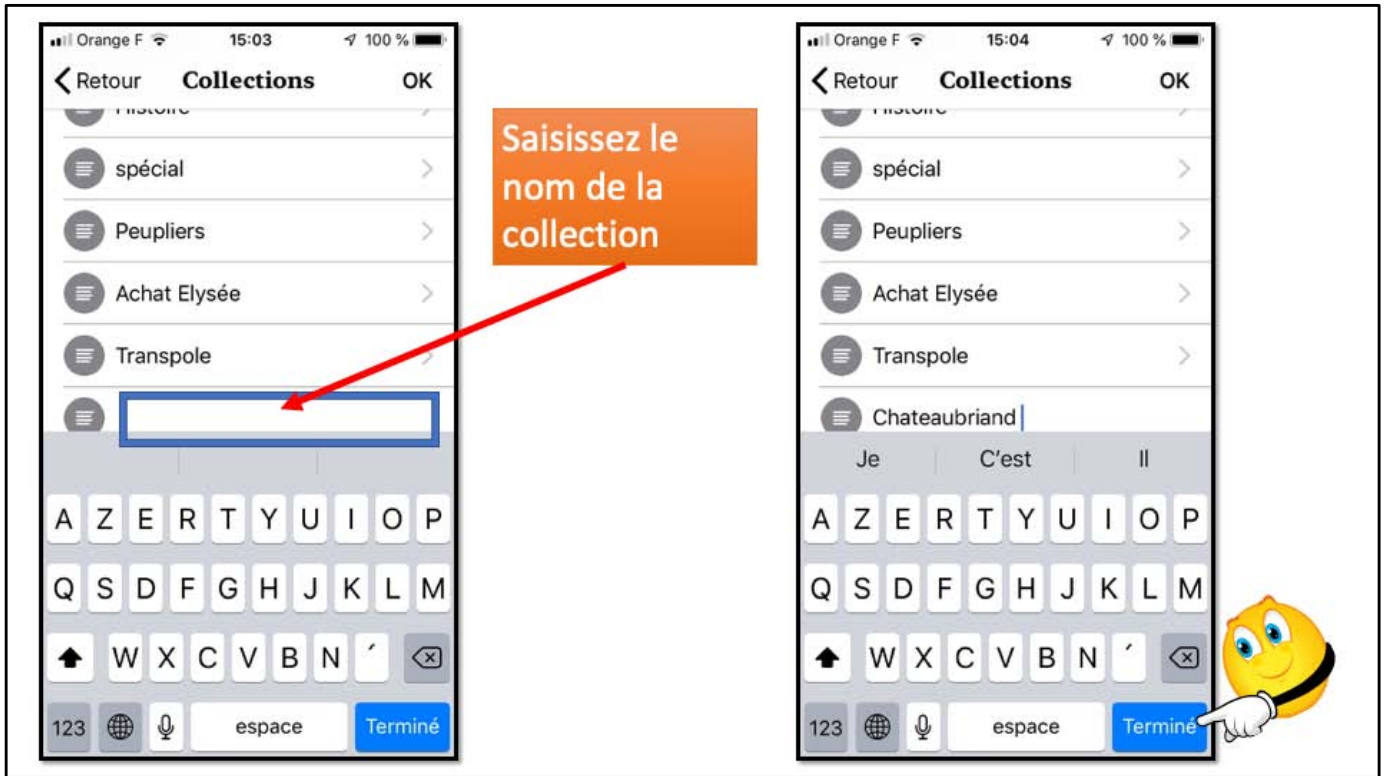 Orange F 15:03 100 %
Retour Collections OK
Histoire
spécial
Peupliers
Achat Elysée
Transpole
A Z E R T Y U I O P
Q S D F G H J K L M
W X C V B N ´
123 espace Terminé
Saisissez le
nom de la
collection
Orange F 15:04 100 %
Retour Collections OK
Histoire
spécial
Peupliers
Achat Elysée
Transpole
Chateaubriand
Je C'est Il
A Z E R T Y U I O P
Q S D F G H J K L M
W X C V B N ´
123 espace Terminé